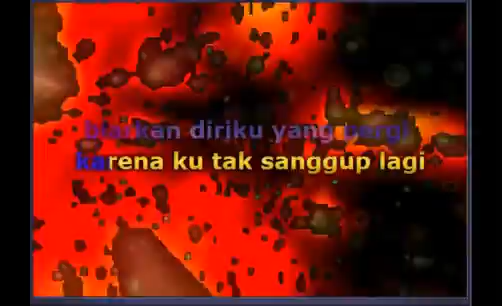 biarkan diriku yang pergi
karena ku tak sanggup lagi